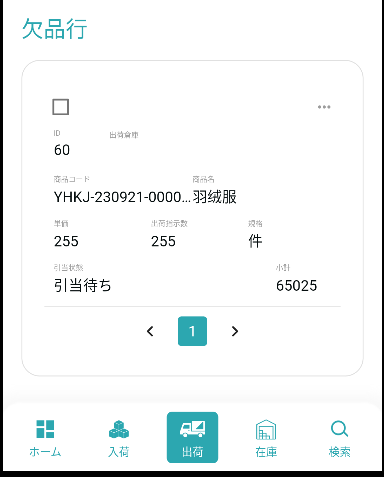 欠品行
ID 出荷倉庫
60
商品コード 商品名
YHKJ-230921-0000... 羽绒服
単価 出荷指示数 規格
255 255 件
引当状態 小計
引当待ち 65025
1
ホーム 入荷 出荷 在庫 検索